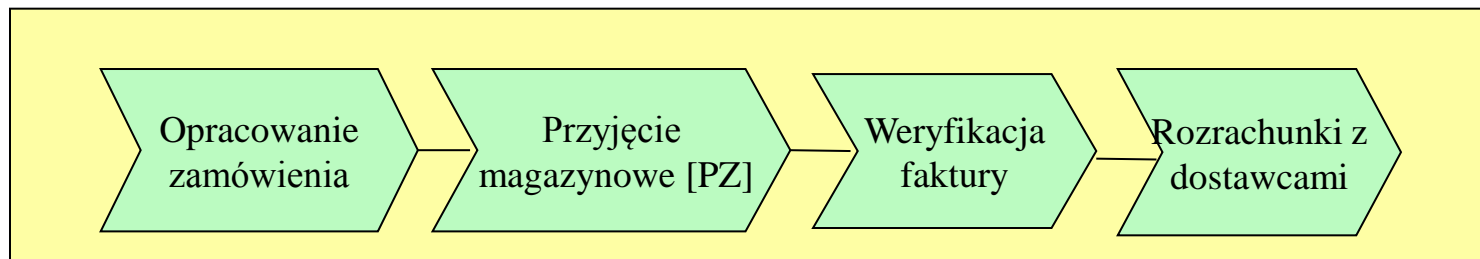 Opracowanie
zamówienia
Przyjęcie
magazynowe [PZ]
Weryfikacja
faktury
Rozrachunki z
dostawcami